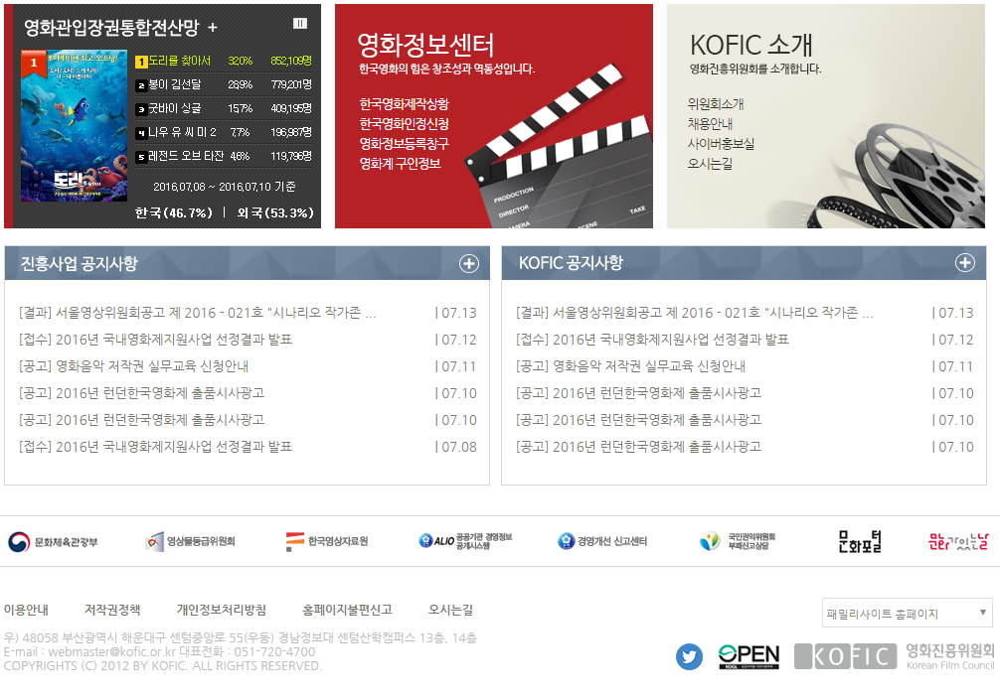 영화관입장권통합전산망 +
1
1 도리를 찾아서 32.0% 852,109명
2 봉이 김선달 28.9% 779,201명
3 굿바이 싱글 15.7% 409,195명
4 나우 유 씨 미 2 7.7% 196,987명
5 레전드 오브 타잔 4.6% 119,796명
도리
2016.07.08 ~ 2016.07.10 기준
한국(46.7%) | 외국(53.3%)
영화정보센터
한국영화의 힘은 창조성과 역동성입니다.
한국영화제작상황
한국영화인정신청
영화정보등록창구
영화계 구인정보
PRODUCTION
DIRECTOR
CAMERA
SCENE
TAKE
KOFIC 소개
영화진흥위원회를 소개합니다.
위원회소개
채용안내
사이버홍보실
오시는길
진흥사업 공지사항
[결과] 서울영상위원회공고 제 2016 - 021호 "시나리오 작가존 ... | 07.13
[접수] 2016년 국내영화제지원사업 선정결과 발표 | 07.12
[공고] 영화음악 저작권 실무교육 신청안내 | 07.11
[공고] 2016년 런던한국영화제 출품시사광고 | 07.10
[공고] 2016년 런던한국영화제 출품시사광고 | 07.10
[접수] 2016년 국내영화제지원사업 선정결과 발표 | 07.08
KOFIC 공지사항
[결과] 서울영상위원회공고 제 2016 - 021호 "시나리오 작가존 ... | 07.13
[접수] 2016년 국내영화제지원사업 선정결과 발표 | 07.12
[공고] 영화음악 저작권 실무교육 신청안내 | 07.11
[공고] 2016년 런던한국영화제 출품시사광고 | 07.10
[공고] 2016년 런던한국영화제 출품시사광고 | 07.10
[공고] 2016년 런던한국영화제 출품시사광고 | 07.10
문화체육관광부
영상물등급위원회
한국영상자료원
ALIO 공공기관 경영정보
공개시스템
경영개선 신고센터
국민권익위원회
부패신고상담
문
화포털
문화가있는날
이용안내 저작권정책 개인정보처리방침 홈페이지불편신고 오시는길
패밀리사이트 홈페이지
우) 48058 부산광역시 해운대구 센텀중앙로 55(우동) 경남정보대 센텀산학캠퍼스 13층, 14층
E-mail : webmaster@kofic.or.kr 대표전화 : 051-720-4700
COPYRIGHTS (C) 2012 BY KOFIC. ALL RIGHTS RESERVED.
OPEN
KOGL
KOFIC
영화진흥위원회
Korean Film Council